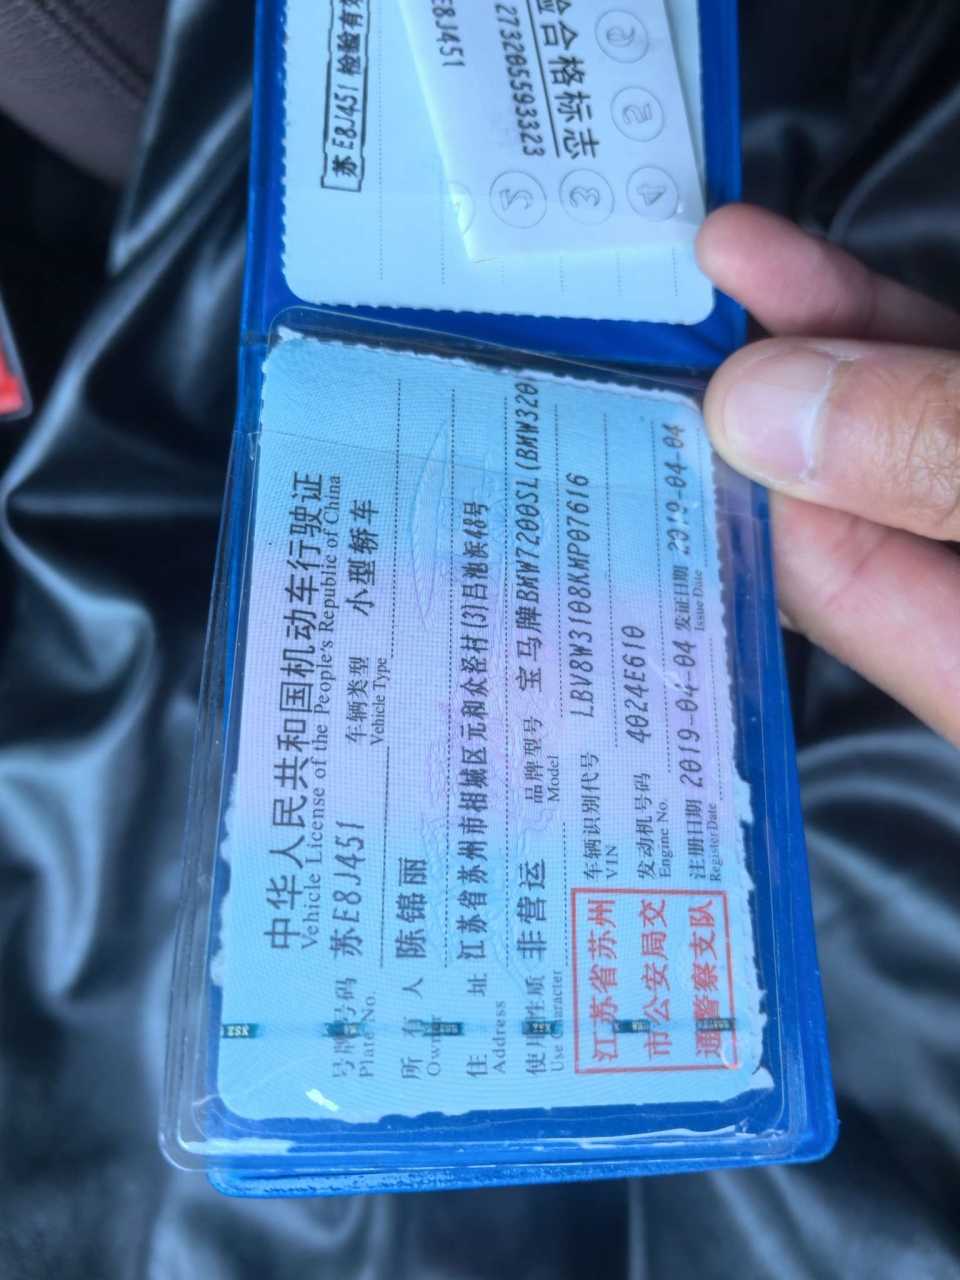 苏E8J451 检验有效
E8J451
2732055593323
合格标志
2
5
3
4
中华人民共和国机动车行驶证
Vehicle License of the People's Republic of China
号牌号码 苏E8J451 车辆类型 小型轿车
Plate No. Vehicle Type
所有人 陈锦丽
Owner
住址 江苏省苏州市相城区元和众泾村(3)吕池浜48号
Address
使用性质 非营运 品牌型号 宝马牌BMW7200SL(BMW320
Use Character Model
江苏省苏州
市公安局交
通警察支队
车辆识别代号 LBV8W3108KMP07616
VIN
发动机号码 4024E610
Engine No.
注册日期 2019-04-04 发证日期 2019-04-04
Register Date Issue Date